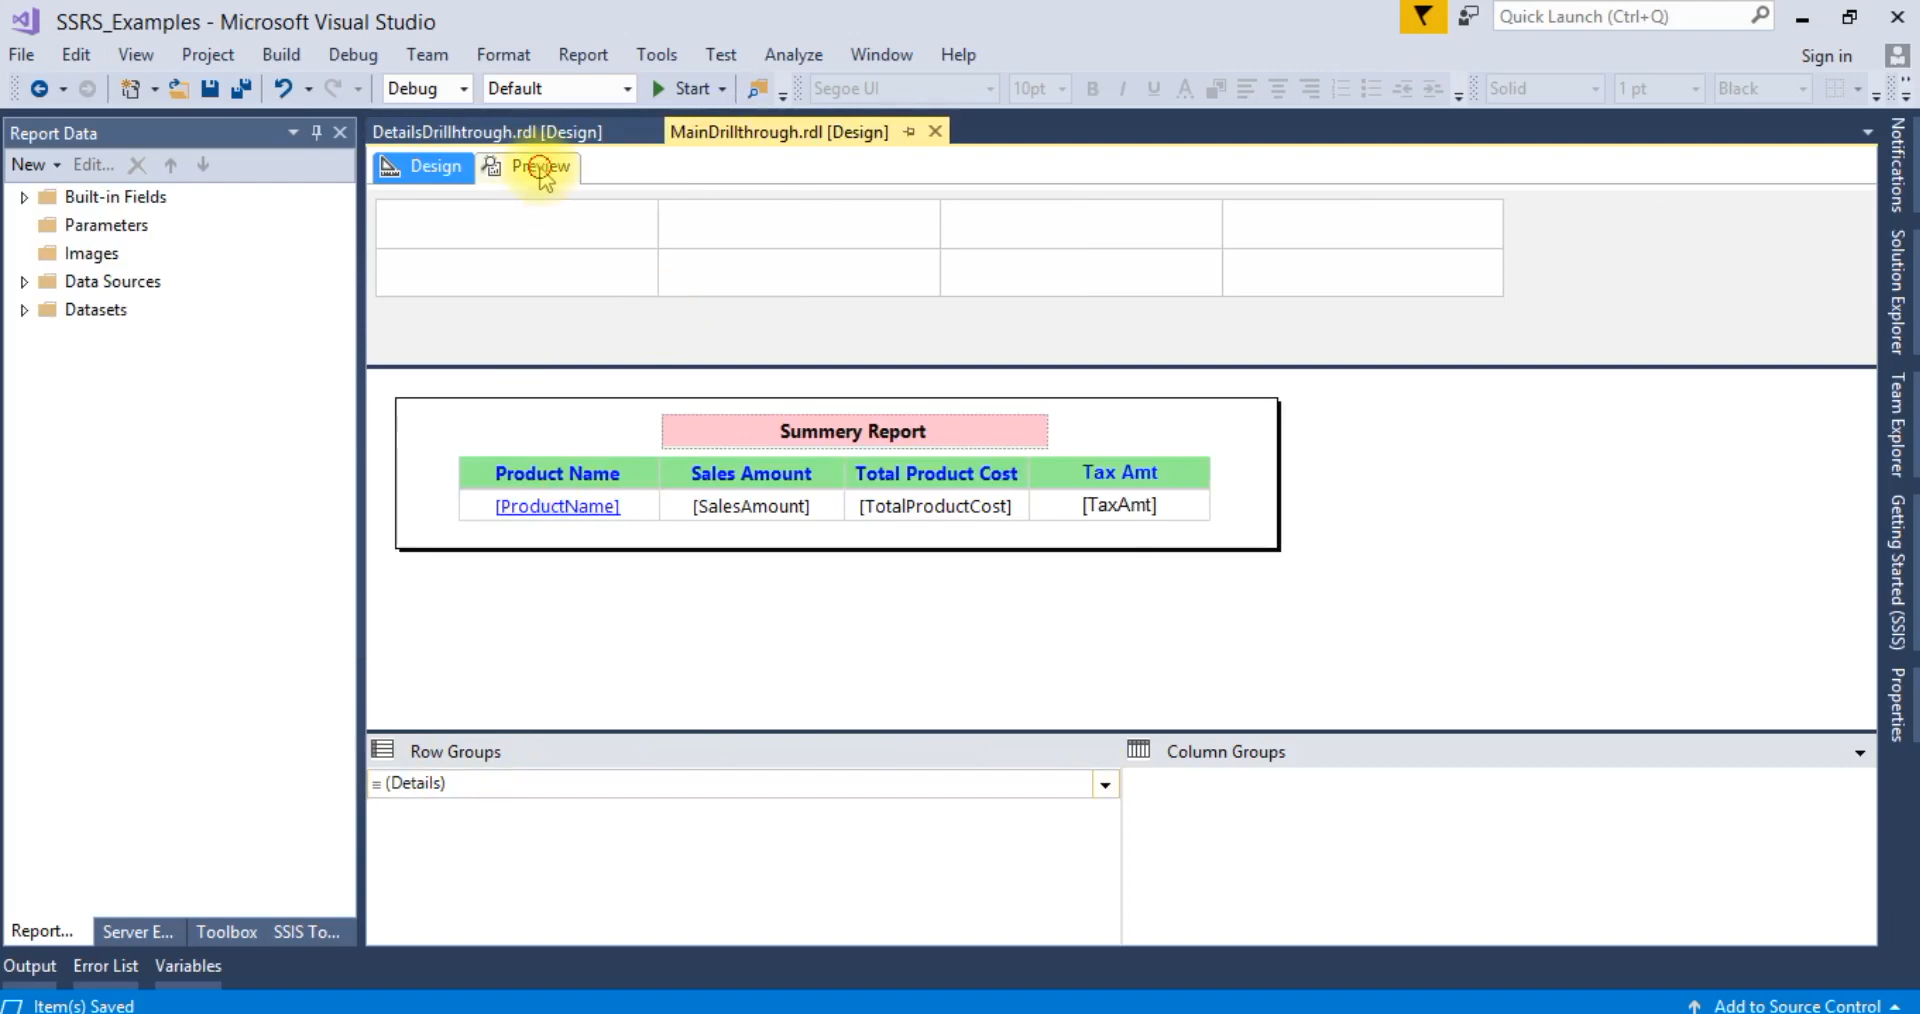 SSRS_Examples - Microsoft Visual Studio
Quick Launch (Ctrl+Q)
File Edit View Project Build Debug Team Format Report Tools Test Analyze Window Help
Sign in
Debug Default Start Segoe UI 10pt B I U A Solid 1 pt Black
Report Data
DetailsDrillhtrough.rdl [Design] MainDrillthrough.rdl [Design]
New Edit...
Design Preview
Built-in Fields
Parameters
Images
Data Sources
Datasets
Summery Report
Product Name Sales Amount Total Product Cost Tax Amt
[ProductName] [SalesAmount] [TotalProductCost] [TaxAmt]
Row Groups
Column Groups
(Details)
Notifications
Solution Explorer
Team Explorer
Getting Started (SSIS)
Properties
Report... Server E... Toolbox SSIS To...
Output Error List Variables
Item(s) Saved
Add to Source Control